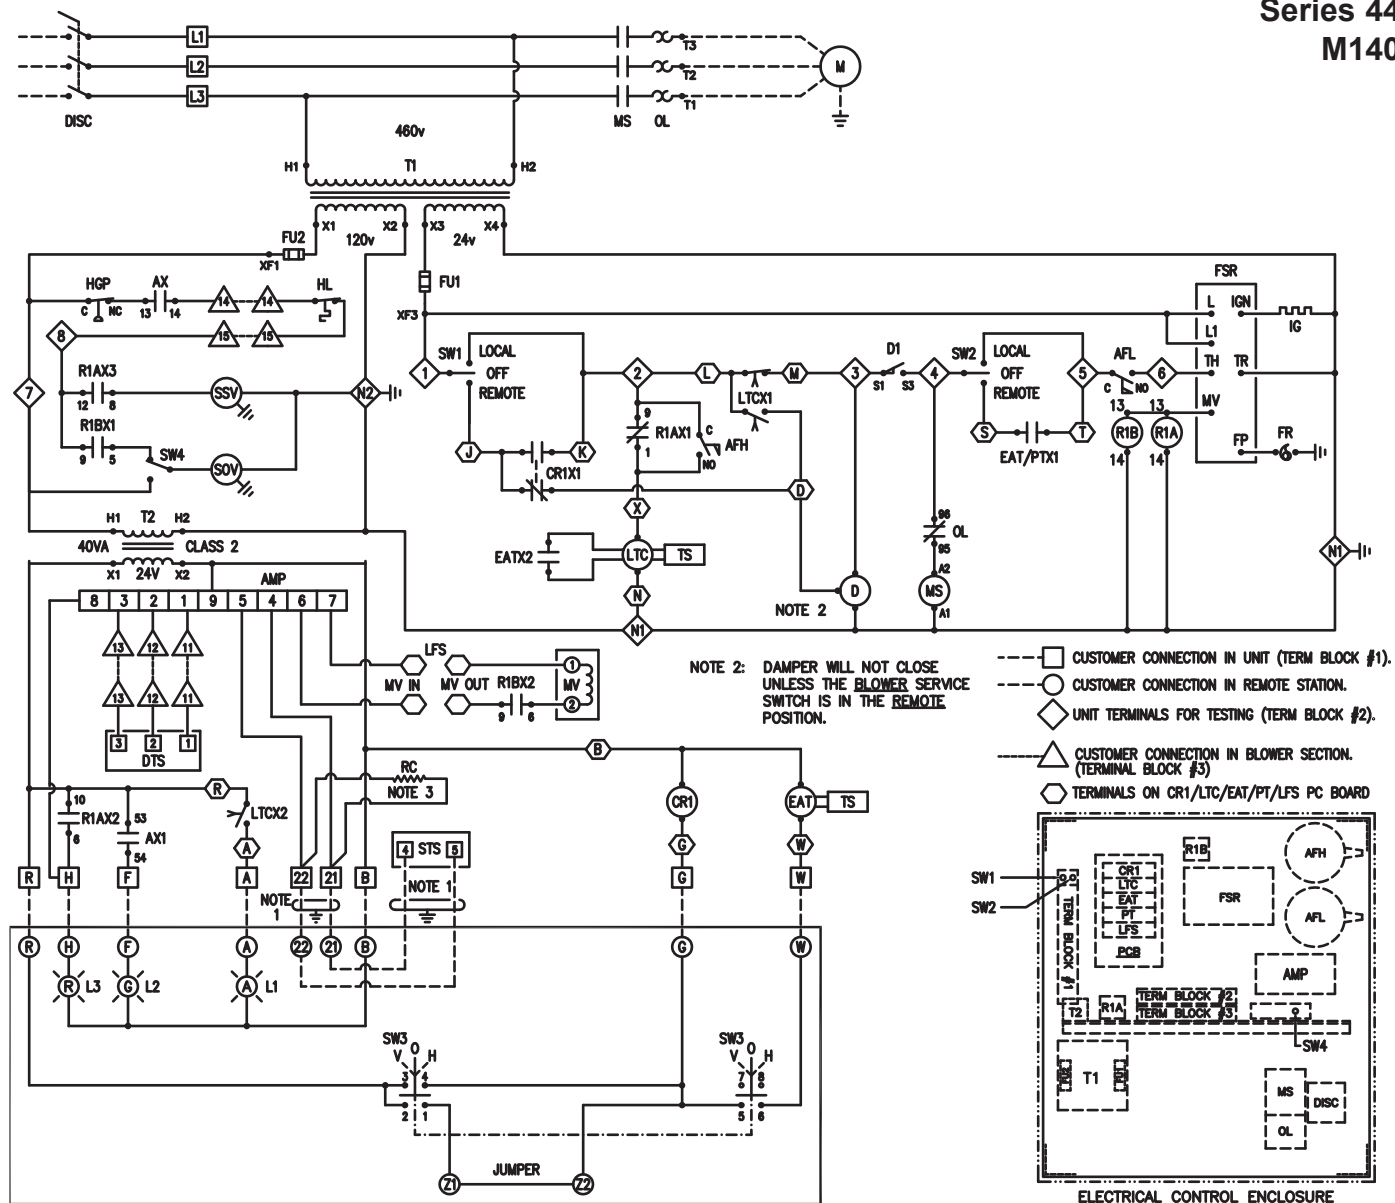 Series 44
M140
L1
L2
L3
T3
T2
T1
M
DISC
MS OL
460v
H1 T1 H2
X1 X2 X3 X4
120v 24v
FU2
XF1
FU1
XF3
HGP AX HL
C NC 13 14
14 14
15 15
8
R1AX3
12 8
SSV
7
N2
R1BX1
9 5
SW4
SOV
1
SW1
LOCAL
OFF
REMOTE
J K
CR1X1
2
9
R1AX1
1
C
AFH
NO
L M
LTCX1
D
X
EATX2
LTC TS
N
N1
3
D1
S1 S3
4
SW2
LOCAL
OFF
REMOTE
S T
EAT/PTX1
5
AFL
C NO
6
96
OL
95
A2
MS
A1
D
NOTE 2
13 13
R1B R1A
14 14
FSR
L IGN
L1
TH TR
MV
FP
IG
FR
N1
H1 T2 H2
40VA CLASS 2
X1 24V X2
AMP
8 3 2 1 9 5 4 6 7
13 12 11
13 12 11
3 2 1
DTS
LFS
MV IN MV OUT
R1BX2
9 6
1
MV
2
NOTE 2: DAMPER WILL NOT CLOSE
UNLESS THE BLOWER SERVICE
SWITCH IS IN THE REMOTE
POSITION.
CUSTOMER CONNECTION IN UNIT (TERM BLOCK #1).
CUSTOMER CONNECTION IN REMOTE STATION.
UNIT TERMINALS FOR TESTING (TERM BLOCK #2).
CUSTOMER CONNECTION IN BLOWER SECTION.
(TERMINAL BLOCK #3)
TERMINALS ON CR1/LTC/EAT/PT/LFS PC BOARD
B
R
10
R1AX2
6
53
AX1
54
LTCX2
A
RC
NOTE 3
4 STS 5
NOTE 1
CR1
G
EAT TS
W
R H F A 22 21 B G W
NOTE
1
R H F A 22 21 B G W
R L3 G L2 A L1
SW3
V O H
3 4
2 1
SW3
V O H
7 8
5 6
Z1 JUMPER Z2
SW1
SW2
TERM BLOCK #1
CR1
LTC
EAT
PT
LFS
PCB
R1B
FSR
AFH
AFL
AMP
T2
R1A
TERM BLOCK #2
TERM BLOCK #3
SW4
FU2
T1
FU1
MS
DISC
OL
ELECTRICAL CONTROL ENCLOSURE